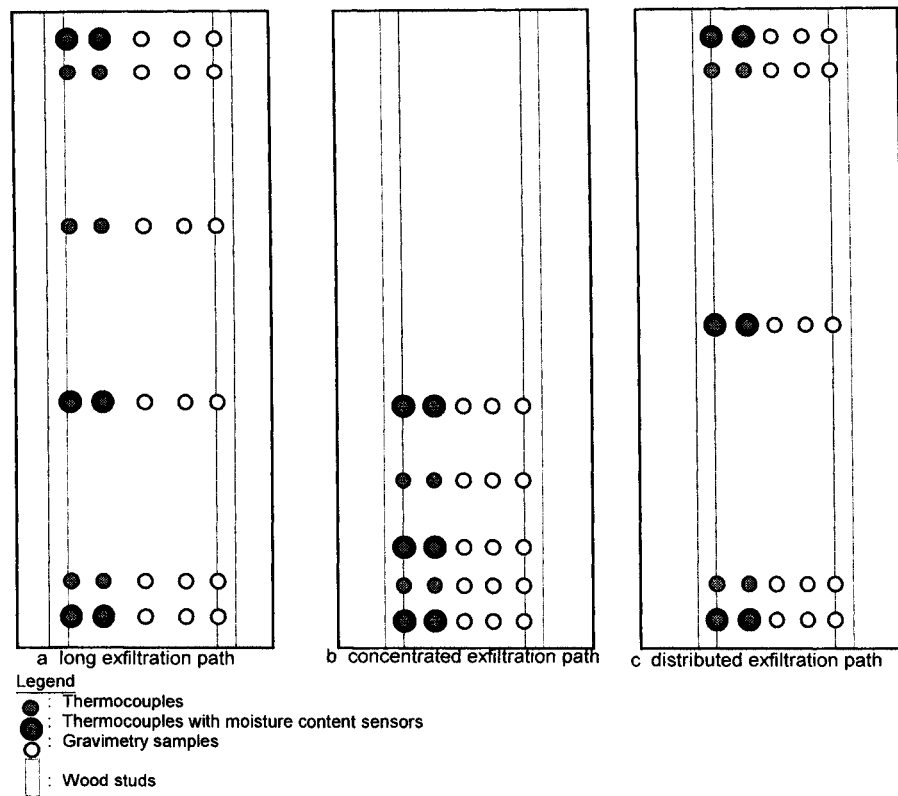 a long exfiltration path
b concentrated exfiltration path
c distributed exfiltration path
Legend
: Thermocouples
: Thermocouples with moisture content sensors
: Gravimetry samples
: Wood studs